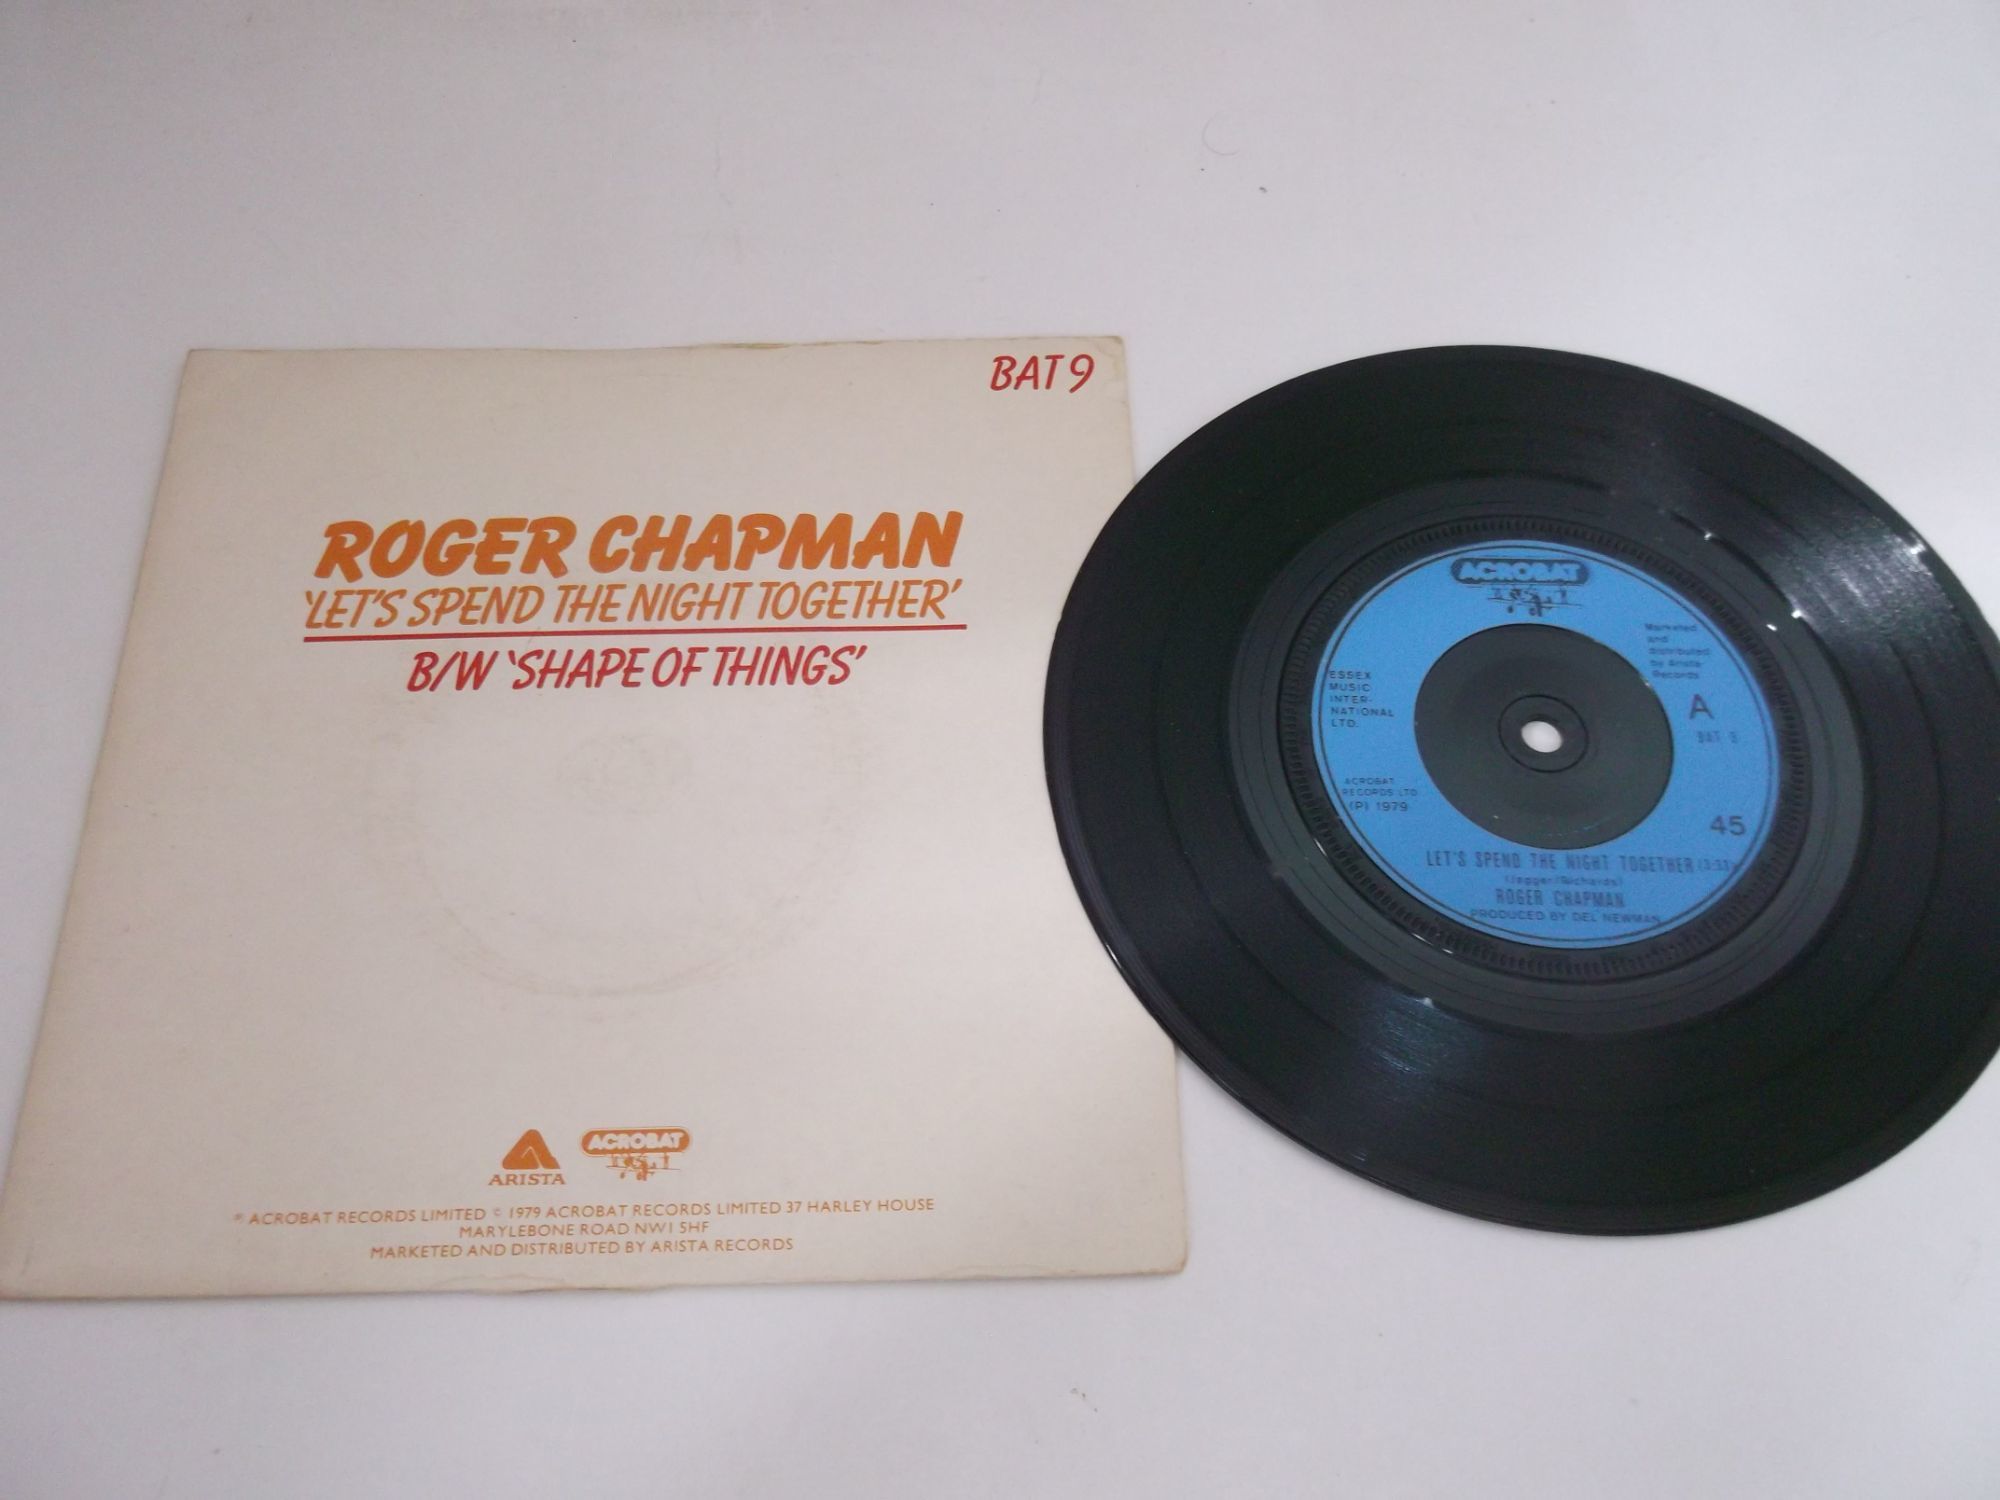 BAT 9
ROGER CHAPMAN
'LET'S SPEND THE NIGHT TOGETHER'
B/W 'SHAPE OF THINGS'
ARISTA
ACROBAT
℗ ACROBAT RECORDS LIMITED © 1979 ACROBAT RECORDS LIMITED 37 HARLEY HOUSE
MARYLEBONE ROAD NW1 5HF
MARKETED AND DISTRIBUTED BY ARISTA RECORDS
ACROBAT
Marketed
and
distributed
by Arista
Records
ESSEX
MUSIC
INTER-
NATIONAL
LTD.
A
BAT 9
ACROBAT
RECORDS LTD
(P) 1979
45
LET'S SPEND THE NIGHT TOGETHER
(Jagger/Richards)
ROGER CHAPMAN
PRODUCED BY DEL NEWMAN